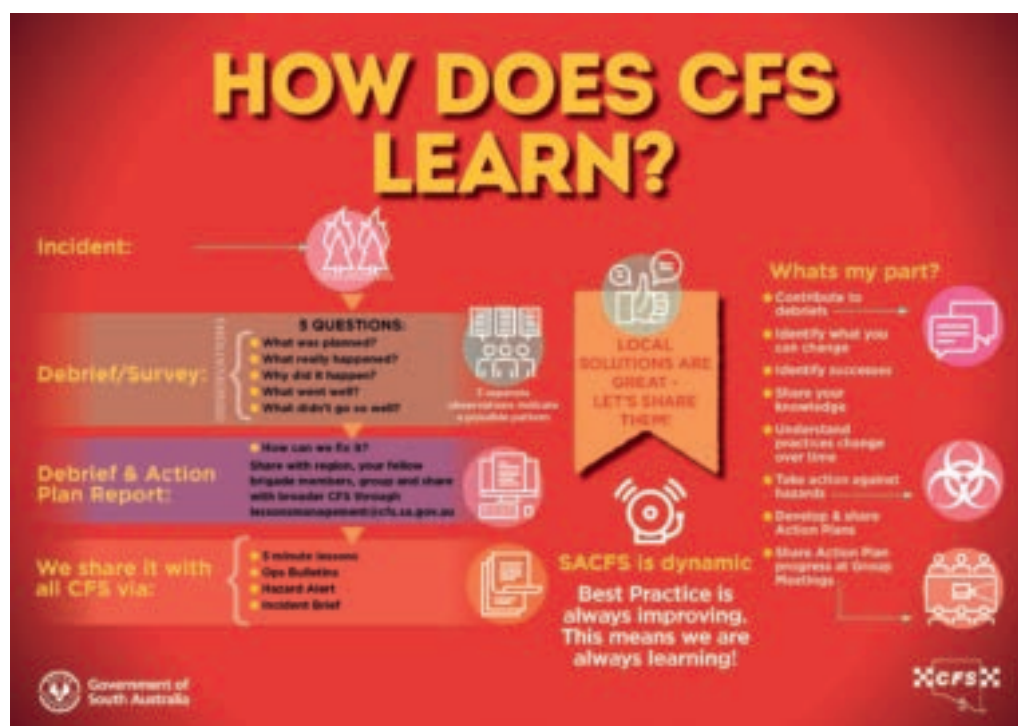 HOW DOES CFS
LEARN?
Incident:
5 QUESTIONS:
What was planned?
What really happened?
Why did it happen?
What went well?
What didn't go so well?
Debrief/Survey:
3 separate
observations indicate
a possible pattern
How can we fix it?
Share with region, your fellow
brigade members, group and share
with broader CFS through
lessonsmanagement@cfs.sa.gov.au
Debrief & Action
Plan Report:
We share it with
all CFS via:
5 minute lessons
Ops Bulletins
Hazard Alert
Incident Brief
LOCAL
SOLUTIONS ARE
GREAT -
LET'S SHARE
THEM!
SACFS is dynamic
Best Practice is
always improving.
This means we are
always learning!
Whats my part?
Contribute to
debriefs
Identify what you
can change
Identify successes
Share your
knowledge
Understand
practices change
over time
Take action against
hazards
Develop & share
Action Plans
Share Action Plan
progress at Group
Meetings
Government of
South Australia
CFS